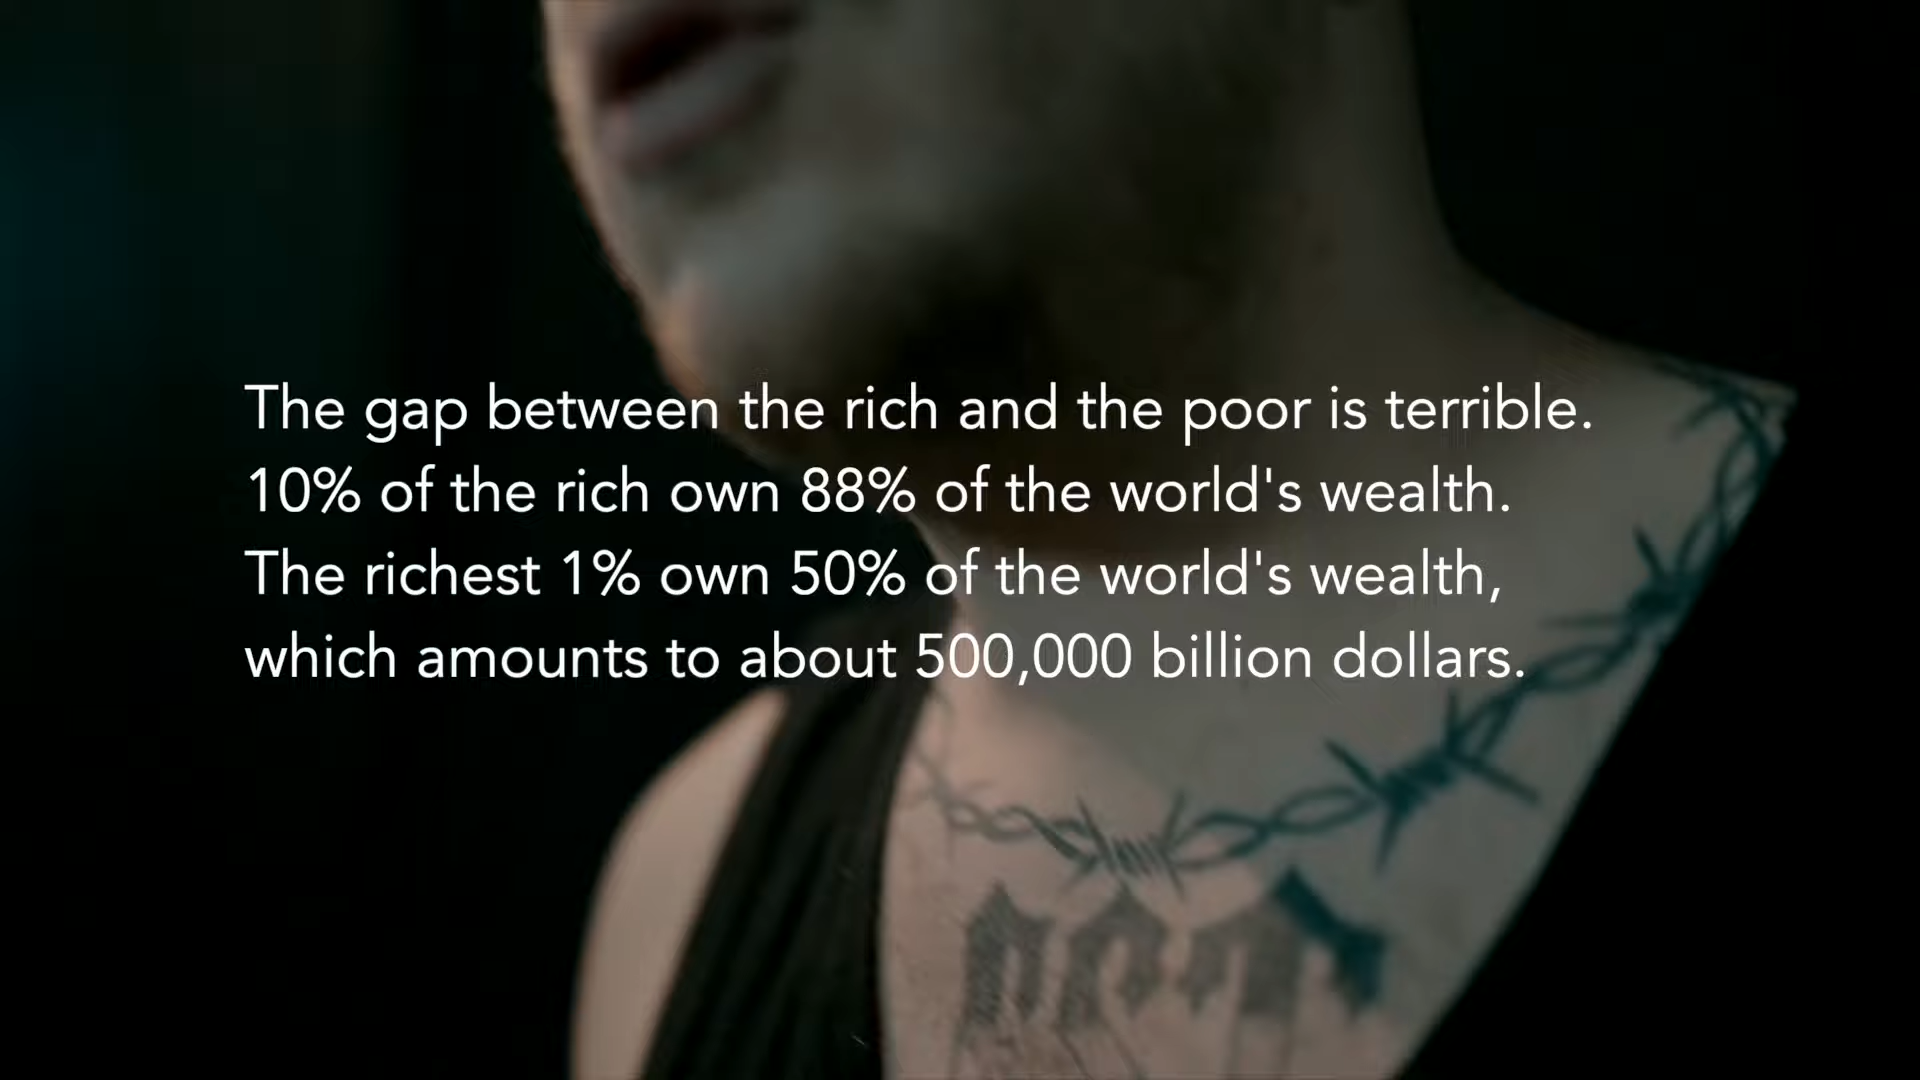 The gap between the rich and the poor is terrible.
10% of the rich own 88% of the world's wealth.
The richest 1% own 50% of the world's wealth,
which amounts to about 500,000 billion dollars.